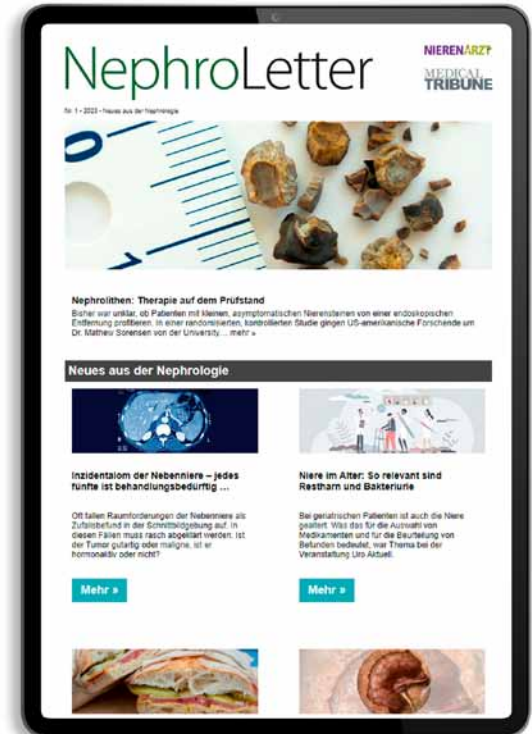 NephroLetter
NIERENARZT
MEDICAL
TRIBUNE
Nr. 1 • 2023 • Neues aus der Nephrologie
0
1
Nephrolithen: Therapie auf dem Prüfstand
Bisher war unklar, ob Patienten mit kleinen, asymptomatischen Nierensteinen von einer endoskopischen
Entfernung profitieren. In einer randomisierten, kontrollierten Studie gingen US-amerikanische Forschende um
Dr. Mathew Sorensen von der University… mehr »
Neues aus der Nephrologie
Inzidentalom der Nebenniere – jedes
fünfte ist behandlungsbedürftig …
Oft fallen Raumforderungen der Nebenniere als
Zufallsbefund in der Schnittbildgebung auf. In
diesen Fällen muss rasch abgeklärt werden: Ist
der Tumor gutartig oder maligne, ist er
hormonaktiv oder nicht?
Mehr »
Niere im Alter: So relevant sind
Restharn und Bakteriurie
Bei geriatrischen Patienten ist auch die Niere
gealtert. Was das für die Auswahl von
Medikamenten und für die Beurteilung von
Befunden bedeutet, war Thema bei der
Veranstaltung Uro Aktuell.
Mehr »